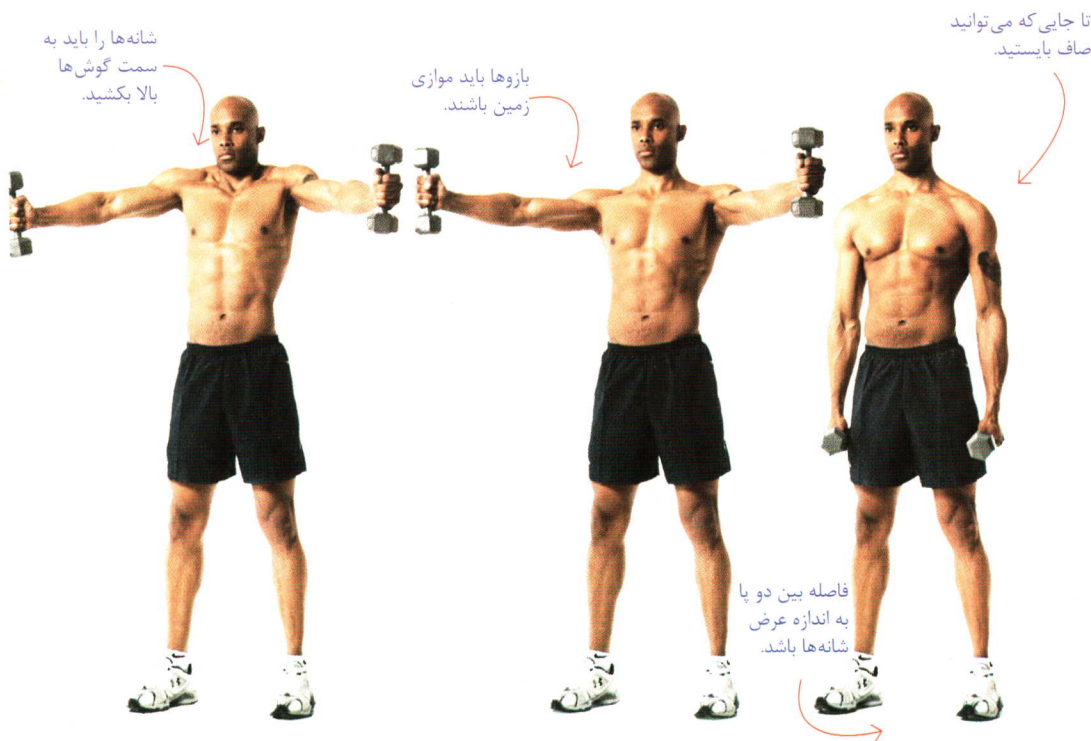 تا جایی که می‌توانید
صاف بایستید.
بازوها باید موازی
زمین باشند.
شانه‌ها را باید به
سمت گوش‌ها
بالا بکشید.
فاصله بین دو پا
به اندازه عرض
شانه‌ها باشد.